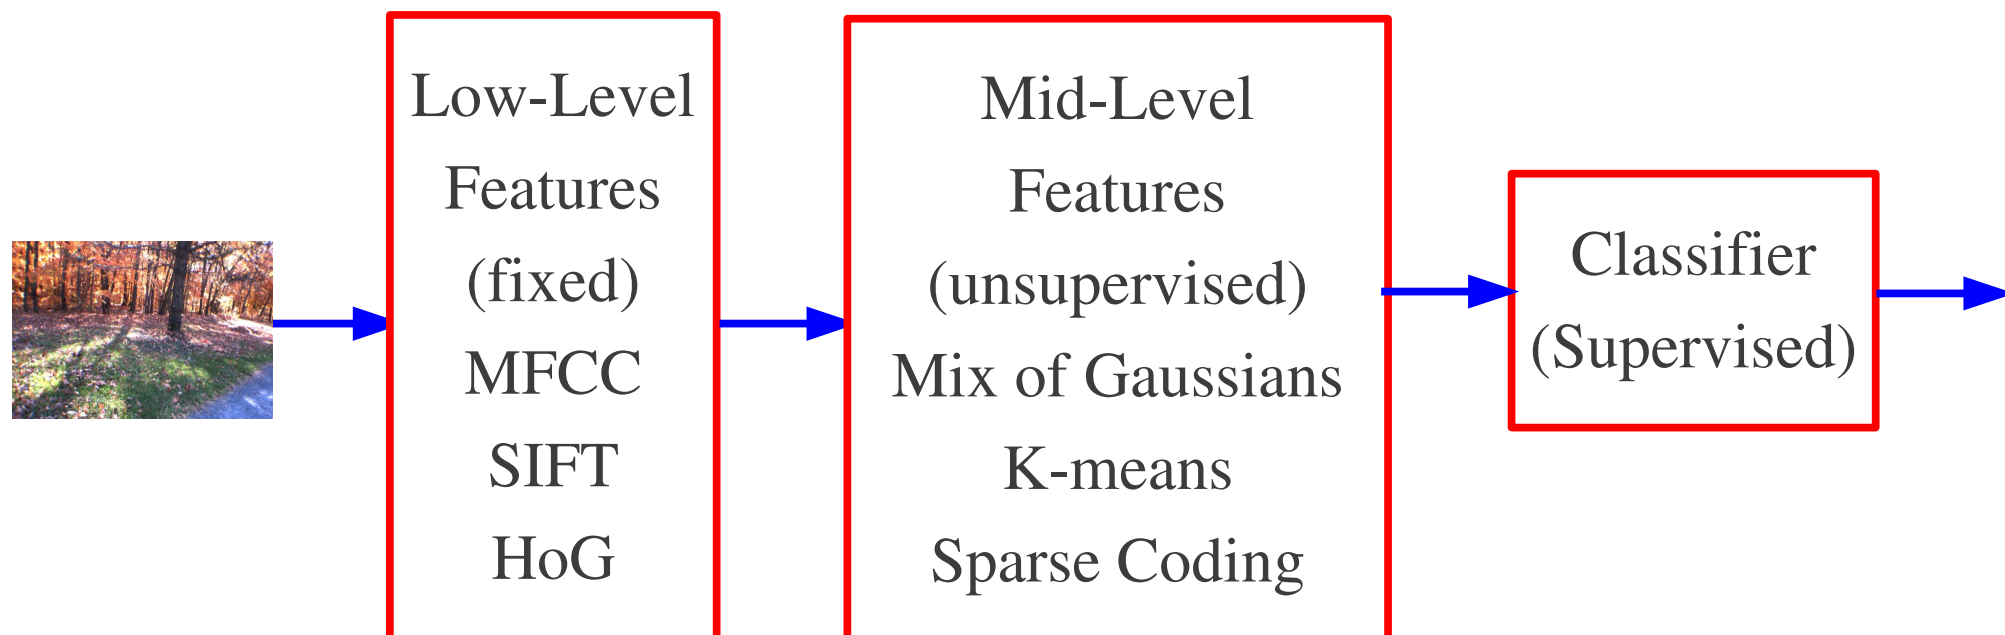 Low-Level
Features
(fixed)
MFCC
SIFT
HoG
Mid-Level
Features
(unsupervised)
Mix of Gaussians
K-means
Sparse Coding
Classifier
(Supervised)